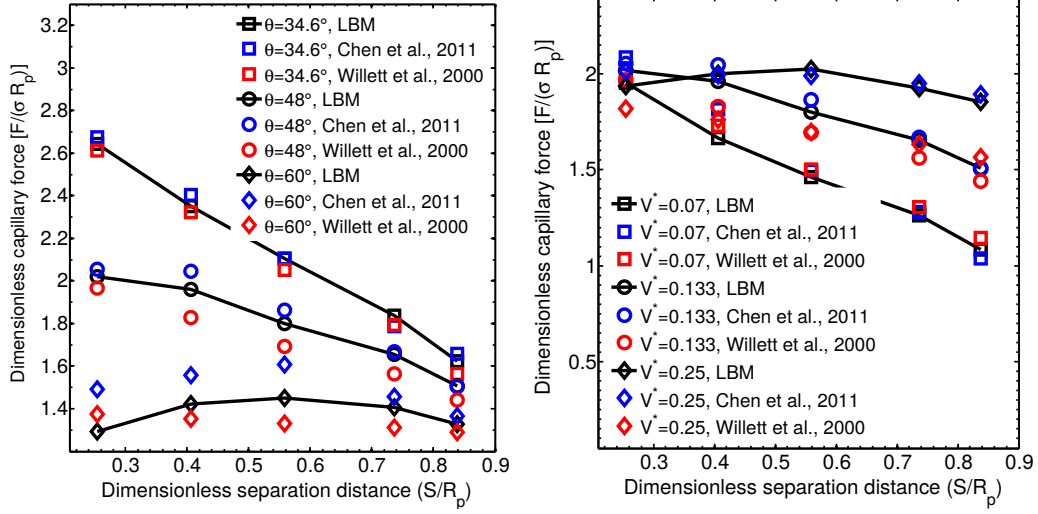 3.2
3
2.8
2.6
2.4
2.2
2
1.8
1.6
1.4
Dimensionless capillary force [F/(σ Rp)]
θ=34.6°, LBM
θ=34.6°, Chen et al., 2011
θ=34.6°, Willett et al., 2000
θ=48°, LBM
θ=48°, Chen et al., 2011
θ=48°, Willett et al., 2000
θ=60°, LBM
θ=60°, Chen et al., 2011
θ=60°, Willett et al., 2000
0.3 0.4 0.5 0.6 0.7 0.8 0.9
Dimensionless separation distance (S/Rp)
2
1.5
1
0.5
Dimensionless capillary force [F/(σ Rp)]
V*=0.07, LBM
V*=0.07, Chen et al., 2011
V*=0.07, Willett et al., 2000
V*=0.133, LBM
V*=0.133, Chen et al., 2011
V*=0.133, Willett et al., 2000
V*=0.25, LBM
V*=0.25, Chen et al., 2011
V*=0.25, Willett et al., 2000
0.3 0.4 0.5 0.6 0.7 0.8 0.9
Dimensionless separation distance (S/Rp)